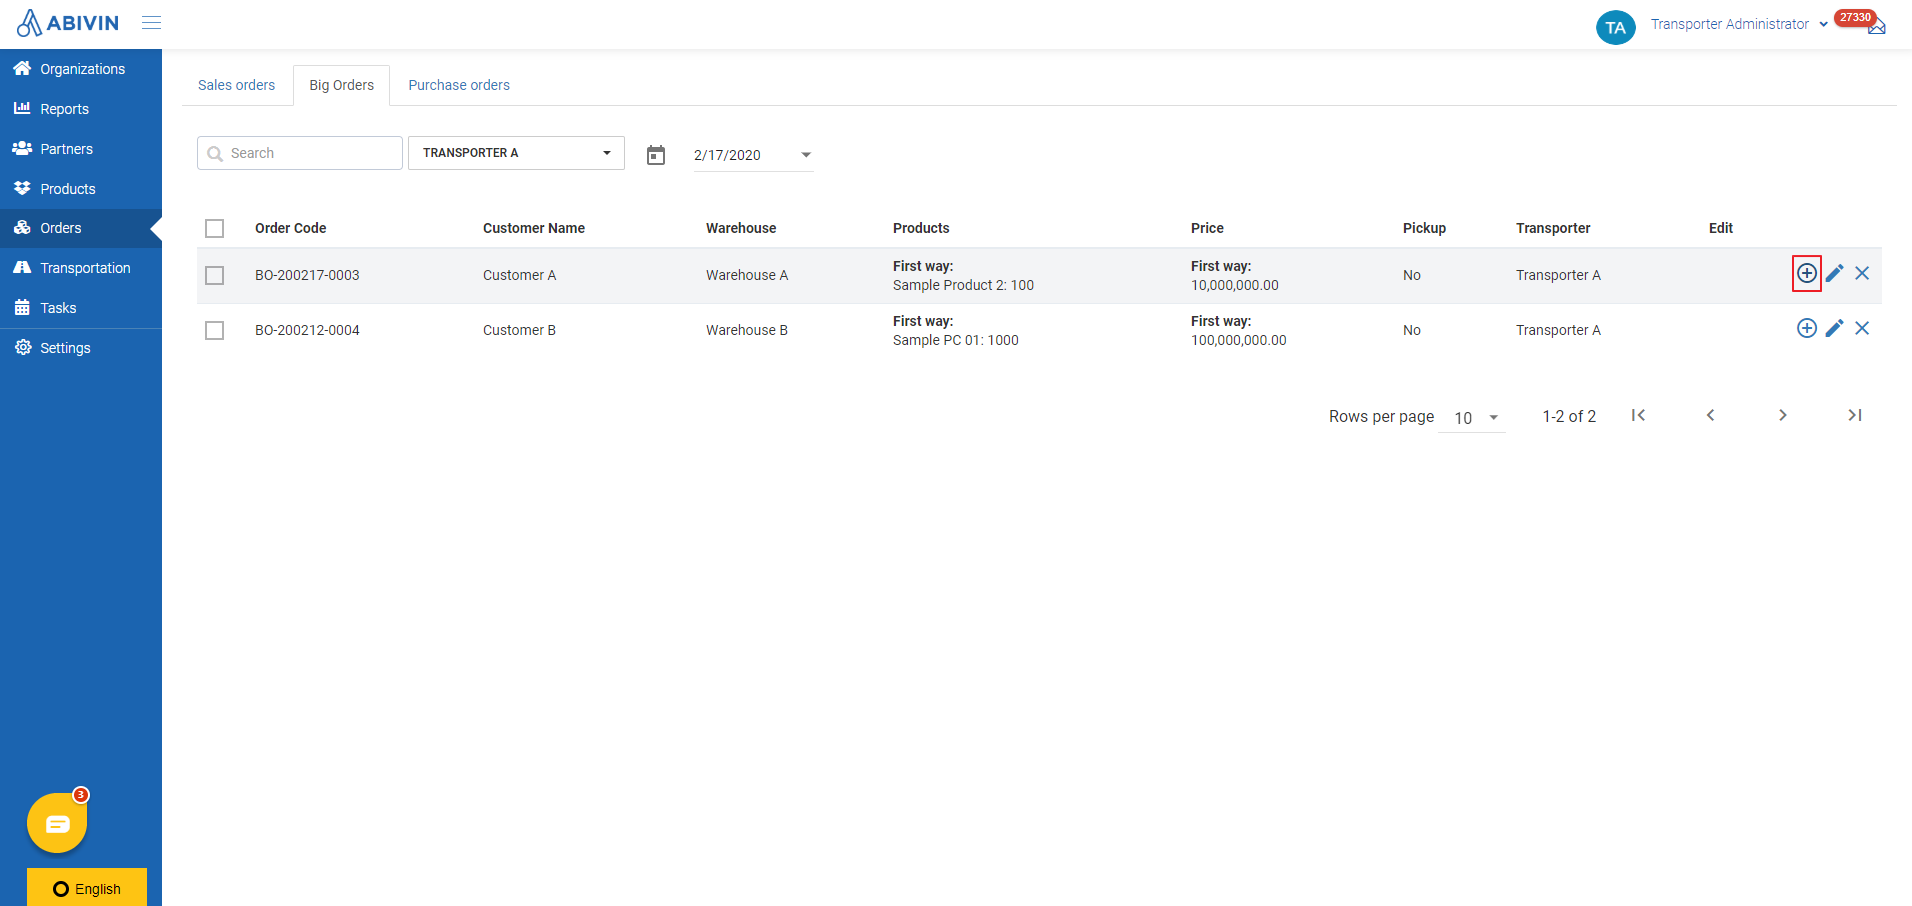 ABIVIN
TA
Transporter Administrator
27330
Organizations
Reports
Partners
Products
Orders
Transportation
Tasks
Settings
3
English
Sales orders
Big Orders
Purchase orders
Search
TRANSPORTER A
2/17/2020
Order Code Customer Name Warehouse Products Price Pickup Transporter Edit
BO-200217-0003 Customer A Warehouse A First way: Sample Product 2: 100 First way: 10,000,000.00 No Transporter A
BO-200212-0004 Customer B Warehouse B First way: Sample PC 01: 1000 First way: 100,000,000.00 No Transporter A
Rows per page 10 1-2 of 2